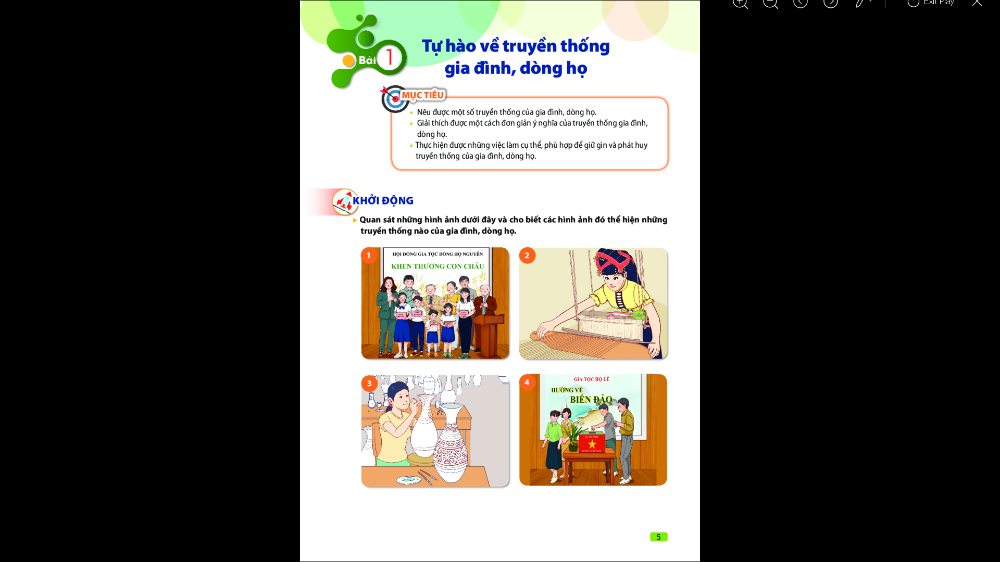 Exit Play
Bài 1
Tự hào về truyền thống
gia đình, dòng họ
MỤC TIÊU
• Nêu được một số truyền thống của gia đình, dòng họ.
• Giải thích được một cách đơn giản ý nghĩa của truyền thống gia đình,
dòng họ.
• Thực hiện được những việc làm cụ thể, phù hợp để giữ gìn và phát huy
truyền thống của gia đình, dòng họ.
KHỞI ĐỘNG
Quan sát những hình ảnh dưới đây và cho biết các hình ảnh đó thể hiện những
truyền thống nào của gia đình, dòng họ.
1
HỘI ĐỒNG GIA TỘC DÒNG HỌ NGUYỄN
KHEN THƯỞNG CON CHÁU
2
3
4
GIA TỘC HỌ LÊ
HƯỚNG VỀ
BIỂN ĐẢO
5